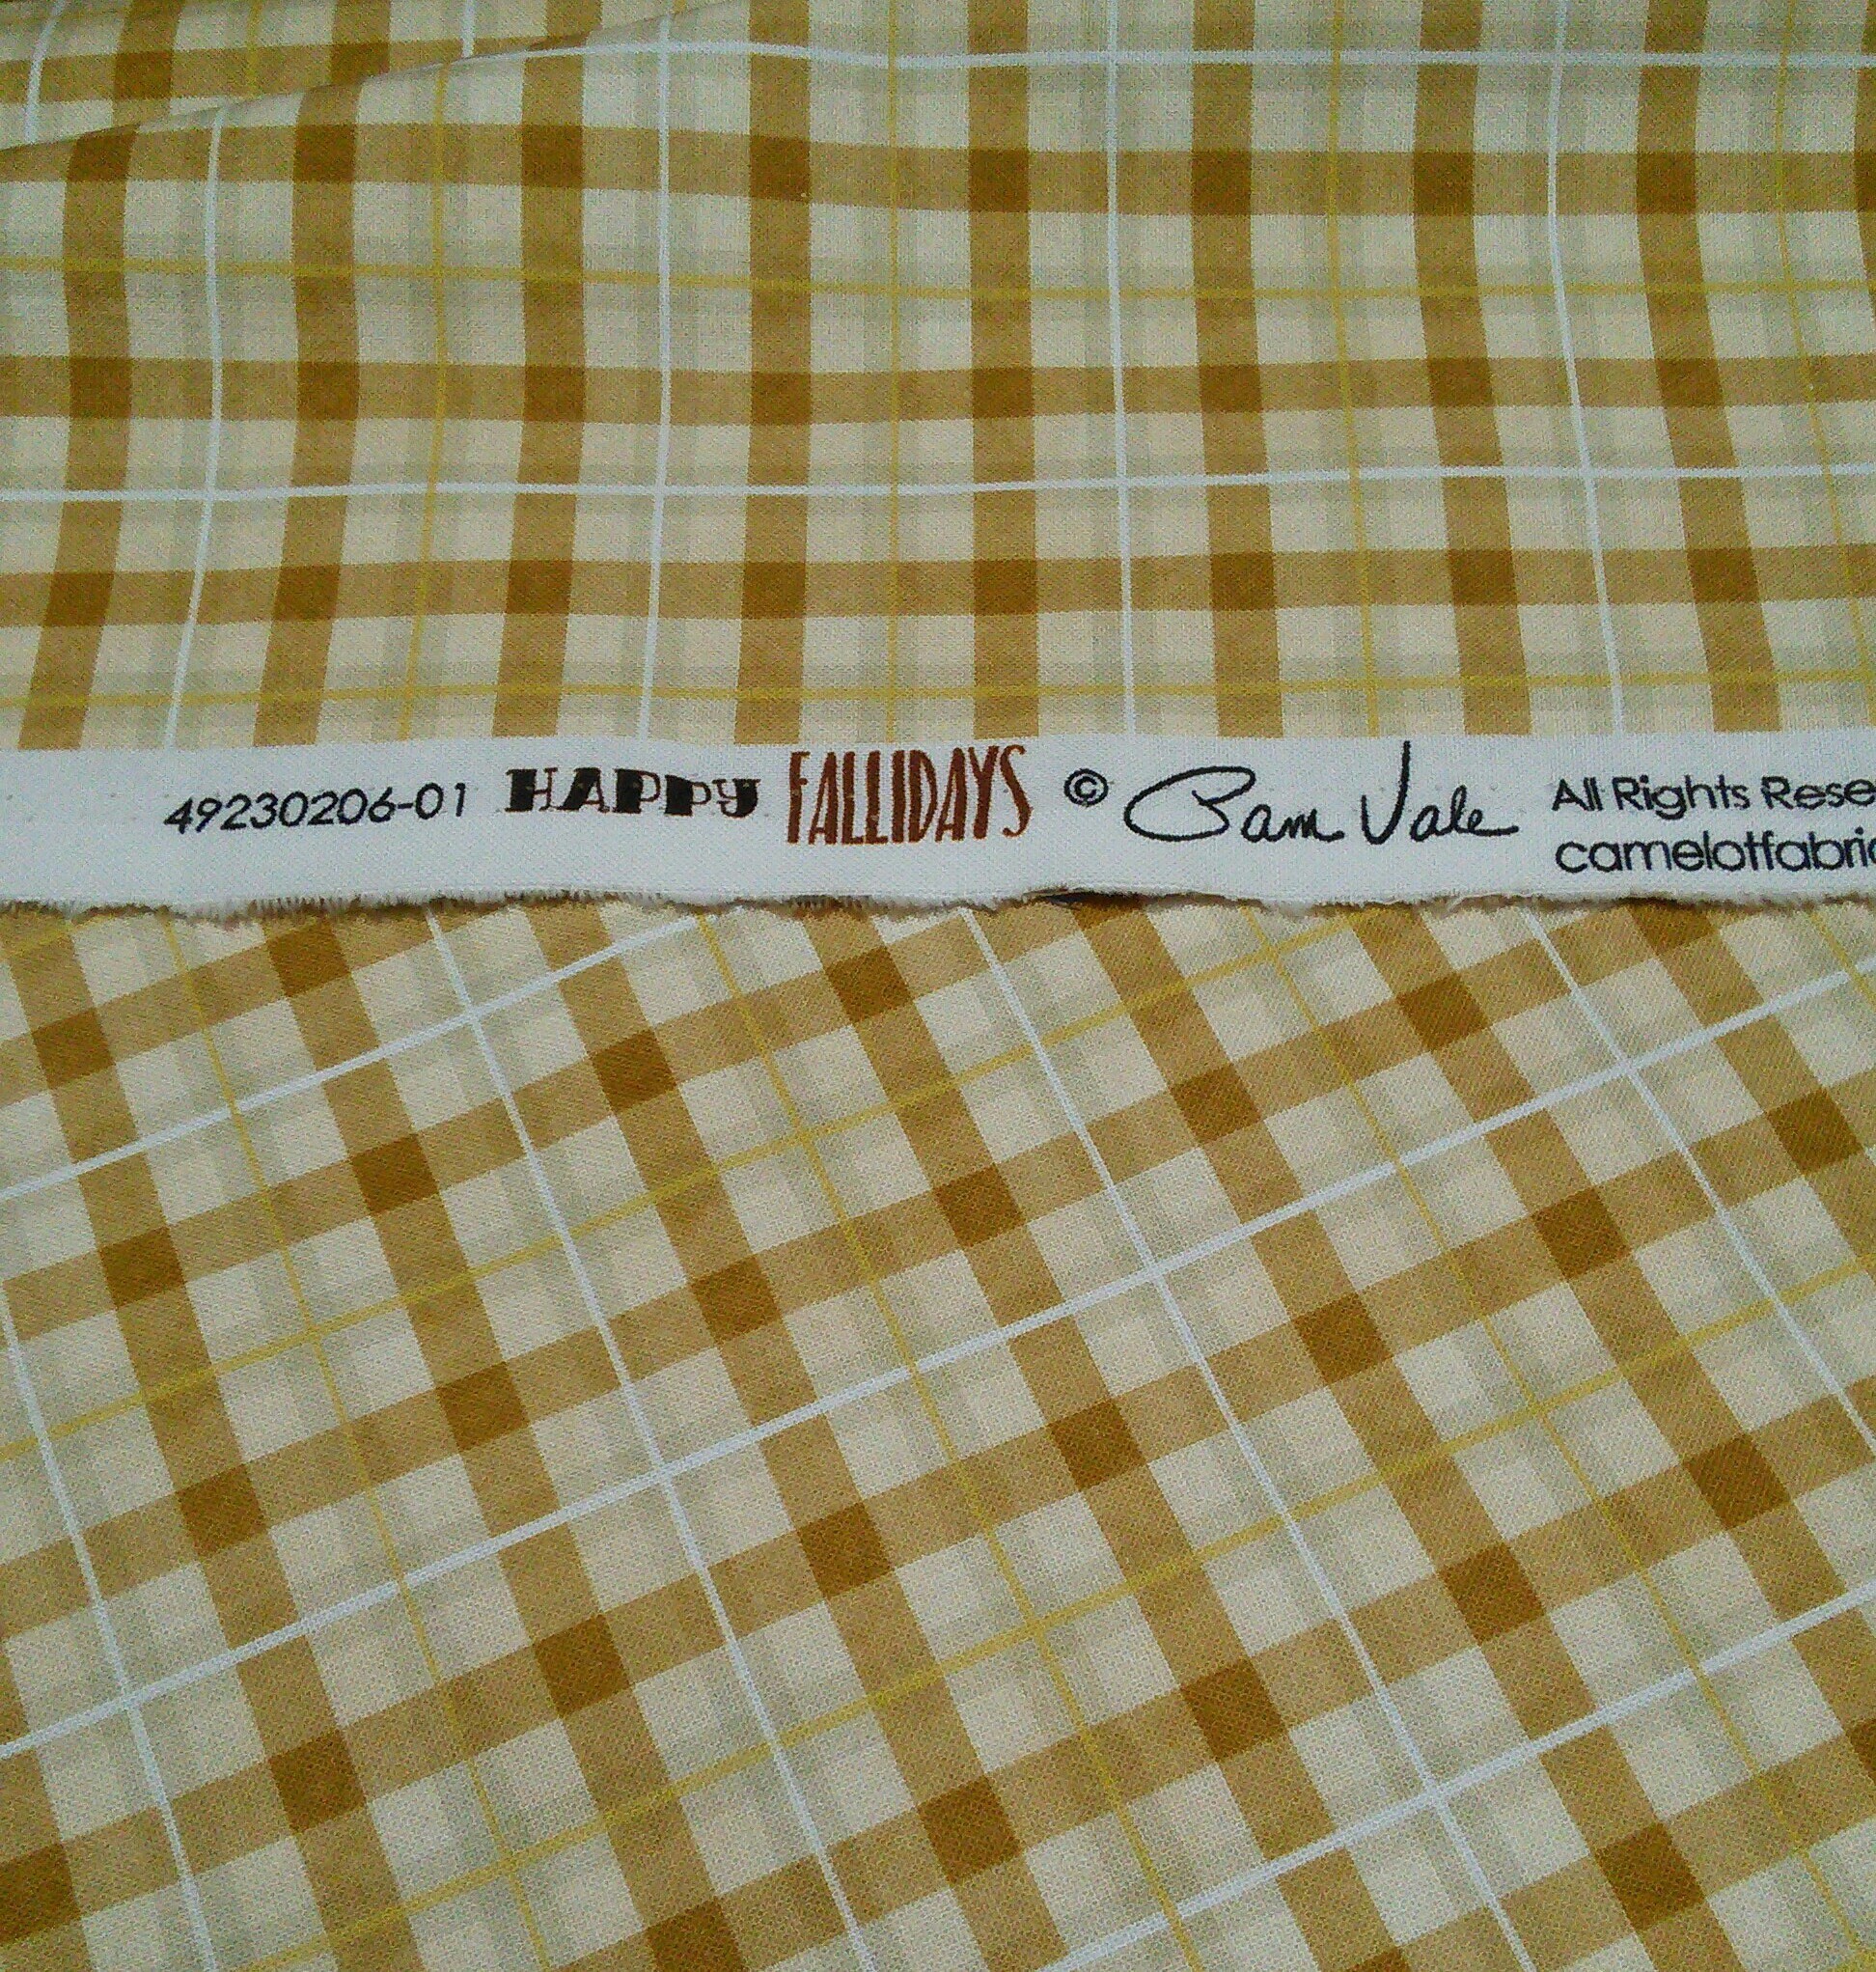 49230206-01 HAPPY FALLIDAYS © Pam Vale All Rights Rese
camelotfabric